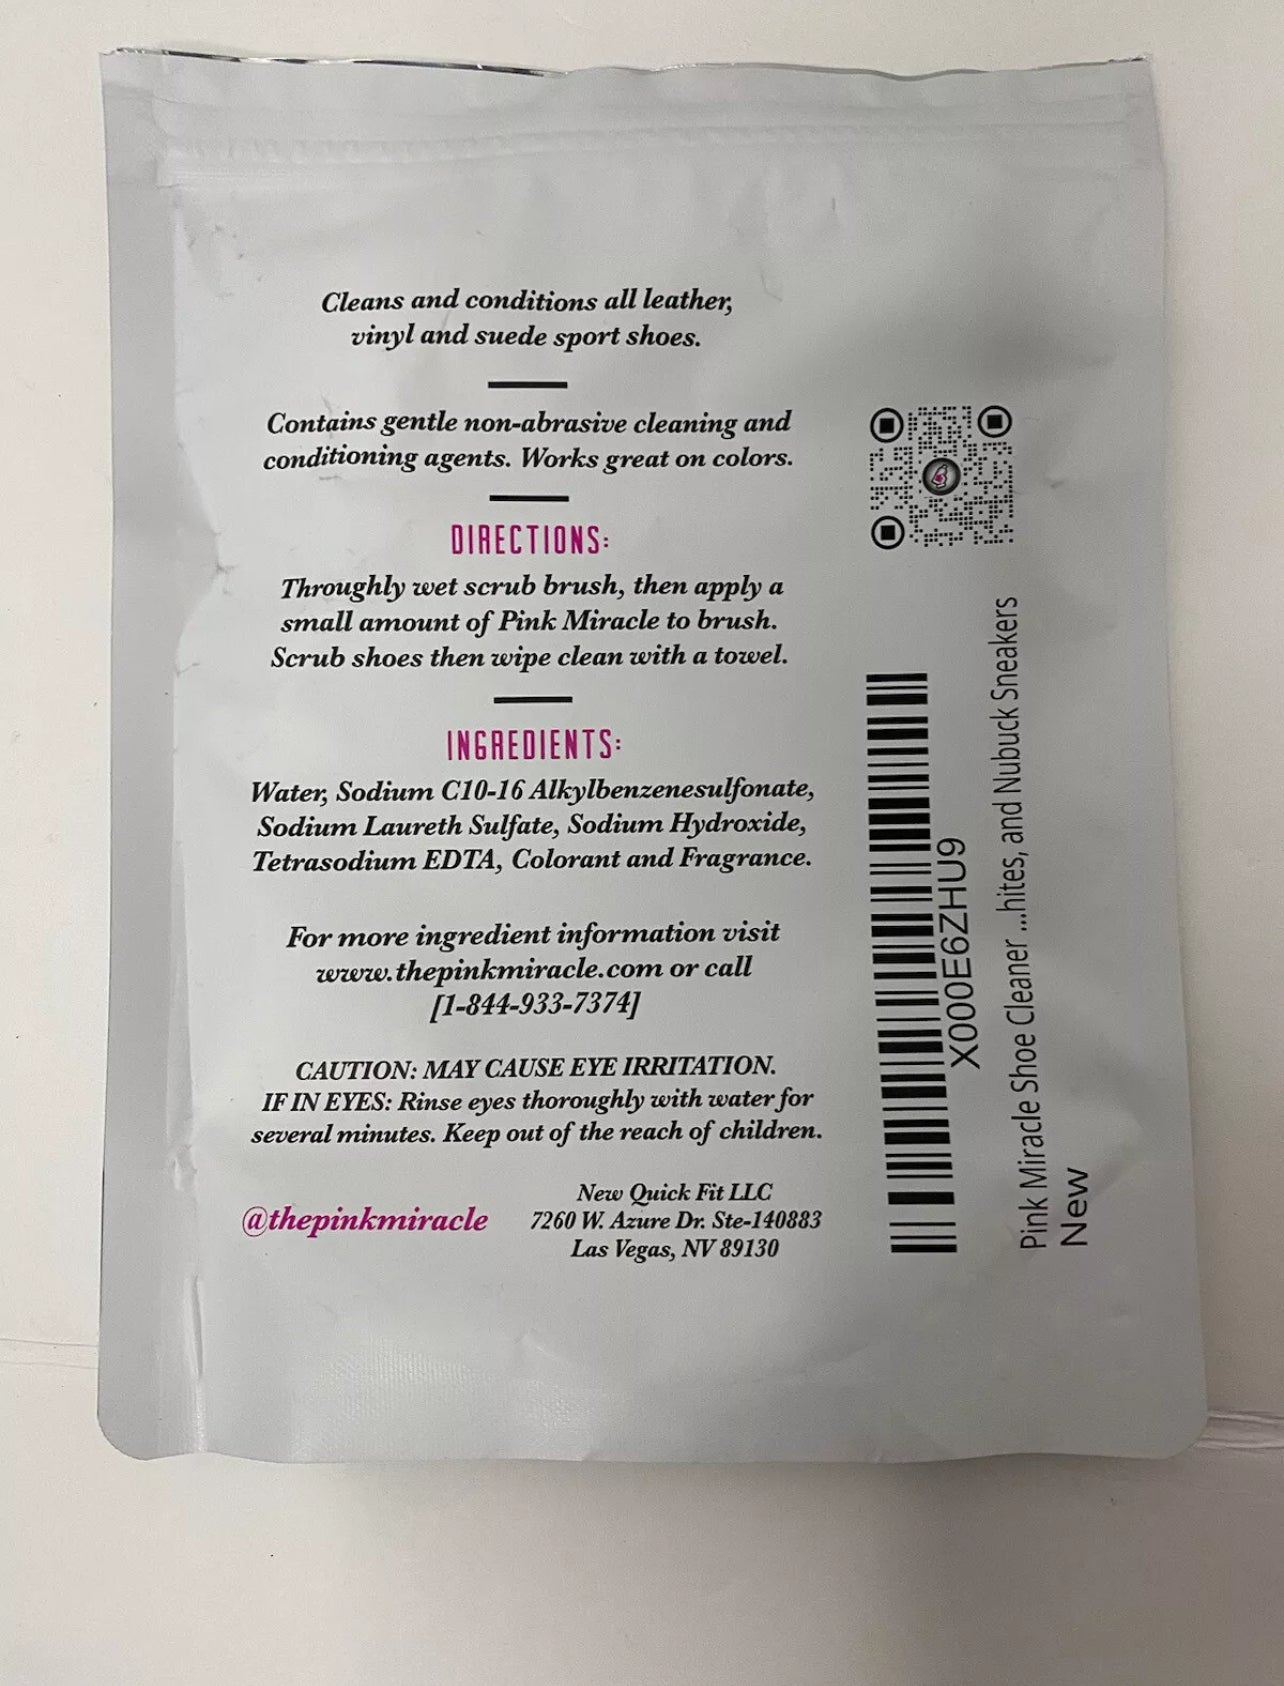 Cleans and conditions all leather,
vinyl and suede sport shoes.
Contains gentle non-abrasive cleaning and
conditioning agents. Works great on colors.
DIRECTIONS:
Throughly wet scrub brush, then apply a
small amount of Pink Miracle to brush.
Scrub shoes then wipe clean with a towel.
INGREDIENTS:
Water, Sodium C10-16 Alkylbenzenesulfonate,
Sodium Laureth Sulfate, Sodium Hydroxide,
Tetrasodium EDTA, Colorant and Fragrance.
For more ingredient information visit
www.thepinkmiracle.com or call
[1-844-933-7374]
CAUTION: MAY CAUSE EYE IRRITATION.
IF IN EYES: Rinse eyes thoroughly with water for
several minutes. Keep out of the reach of children.
@thepinkmiracle
New Quick Fit LLC
7260 W. Azure Dr. Ste-140883
Las Vegas, NV 89130
X000E6ZHU9
Pink Miracle Shoe Cleaner ...hites, and Nubuck Sneakers
New